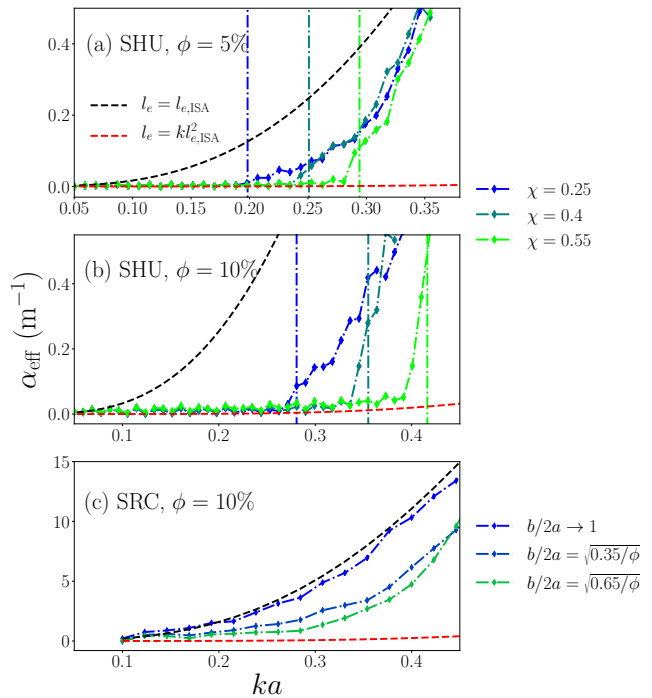 (a) SHU, ϕ = 5%
l_e = l_{e,ISA}
l_e = kl²_{e,ISA}
0.4
0.2
0.0
0.05 0.10 0.15 0.20 0.25 0.30 0.35
χ = 0.25
χ = 0.4
χ = 0.55
(b) SHU, ϕ = 10%
0.4
0.2
0.0
0.1 0.2 0.3 0.4
α_eff (m⁻¹)
(c) SRC, ϕ = 10%
15
10
5
0
0.1 0.2 0.3 0.4
b/2a → 1
b/2a = √0.35/ϕ
b/2a = √0.65/ϕ
ka